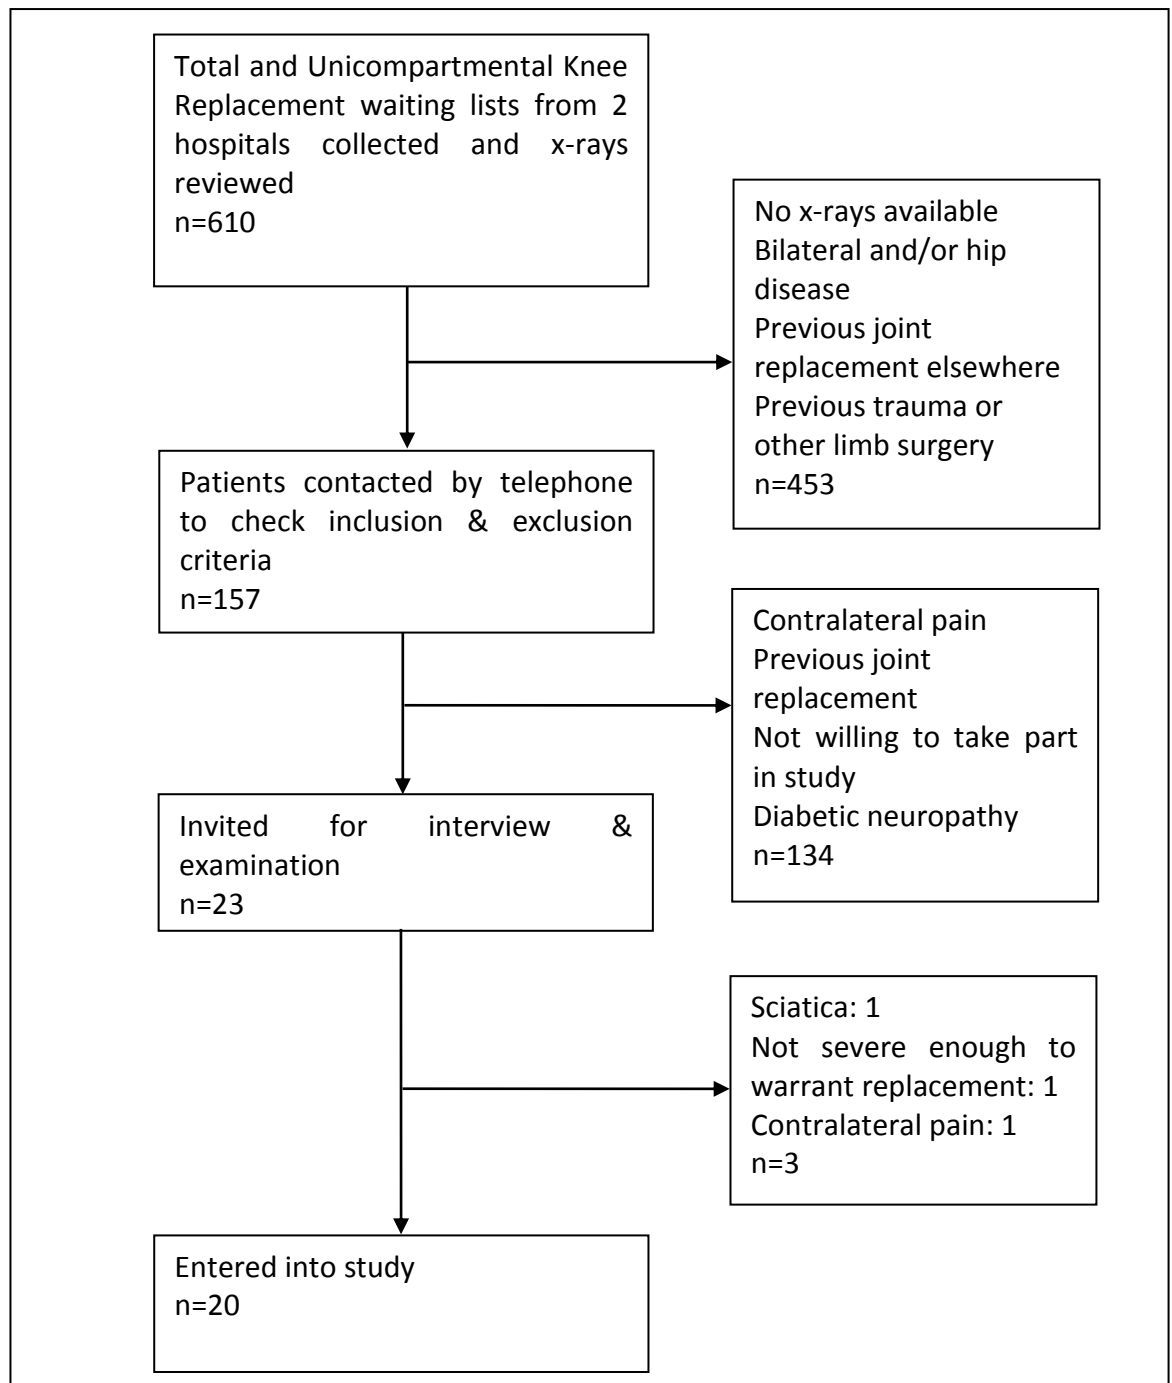 Total and Unicompartmental Knee
Replacement waiting lists from 2
hospitals collected and x-rays
reviewed
n=610
No x-rays available
Bilateral and/or hip
disease
Previous joint
replacement elsewhere
Previous trauma or
other limb surgery
n=453
Patients contacted by telephone
to check inclusion & exclusion
criteria
n=157
Contralateral pain
Previous joint
replacement
Not willing to take part
in study
Diabetic neuropathy
n=134
Invited for interview &
examination
n=23
Sciatica: 1
Not severe enough to
warrant replacement: 1
Contralateral pain: 1
n=3
Entered into study
n=20